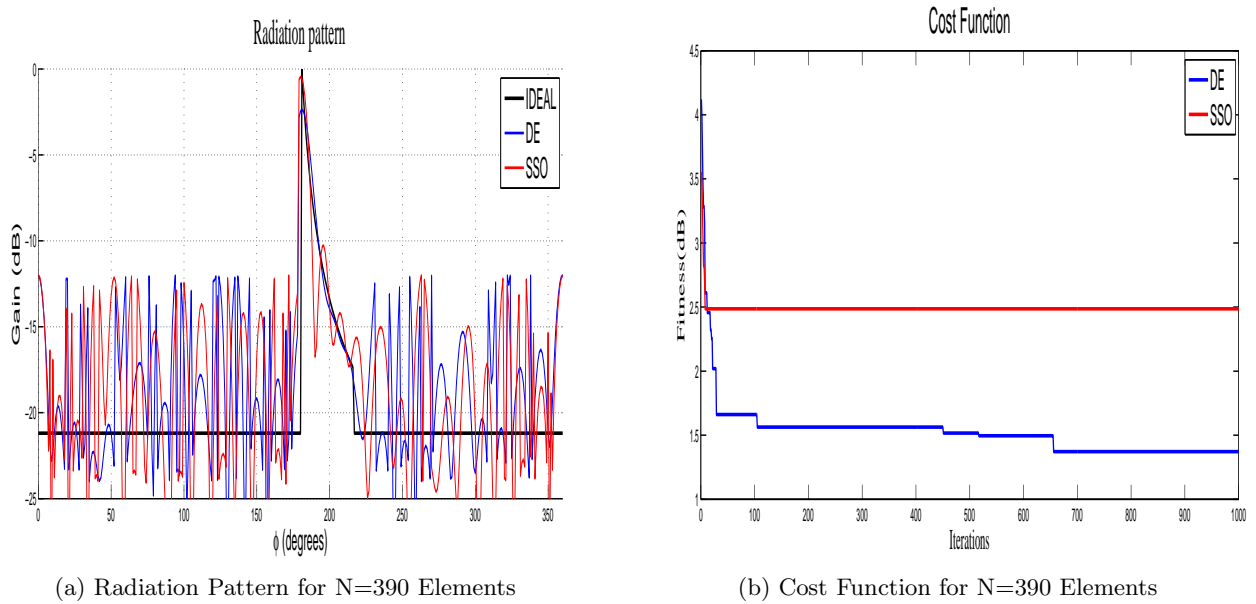 Radiation pattern
0
-5
-10
-15
-20
-25
Gain (dB)
0
50
100
150
200
250
300
350
ϕ (degrees)
IDEAL
DE
SSO
(a) Radiation Pattern for N=390 Elements
Cost Function
4.5
4
3.5
3
2.5
2
1.5
1
Fitness(dB)
0
100
200
300
400
500
600
700
800
900
1000
Iterations
DE
SSO
(b) Cost Function for N=390 Elements